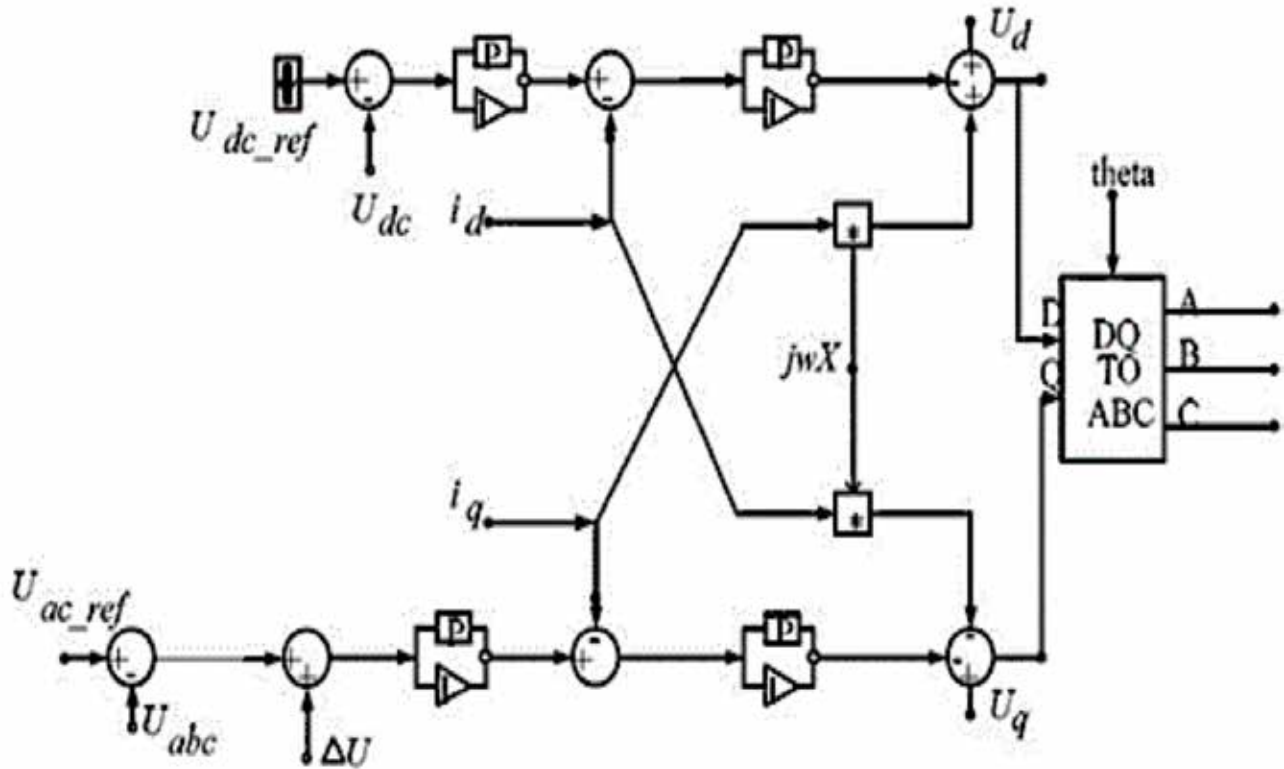 U_d
P
P
U_dc_ref
U_dc
i_d
theta
*
D
DQ
TO
ABC
Q
A
B
C
jwX
i_q
*
U_ac_ref
P
P
U_abc
ΔU
U_q